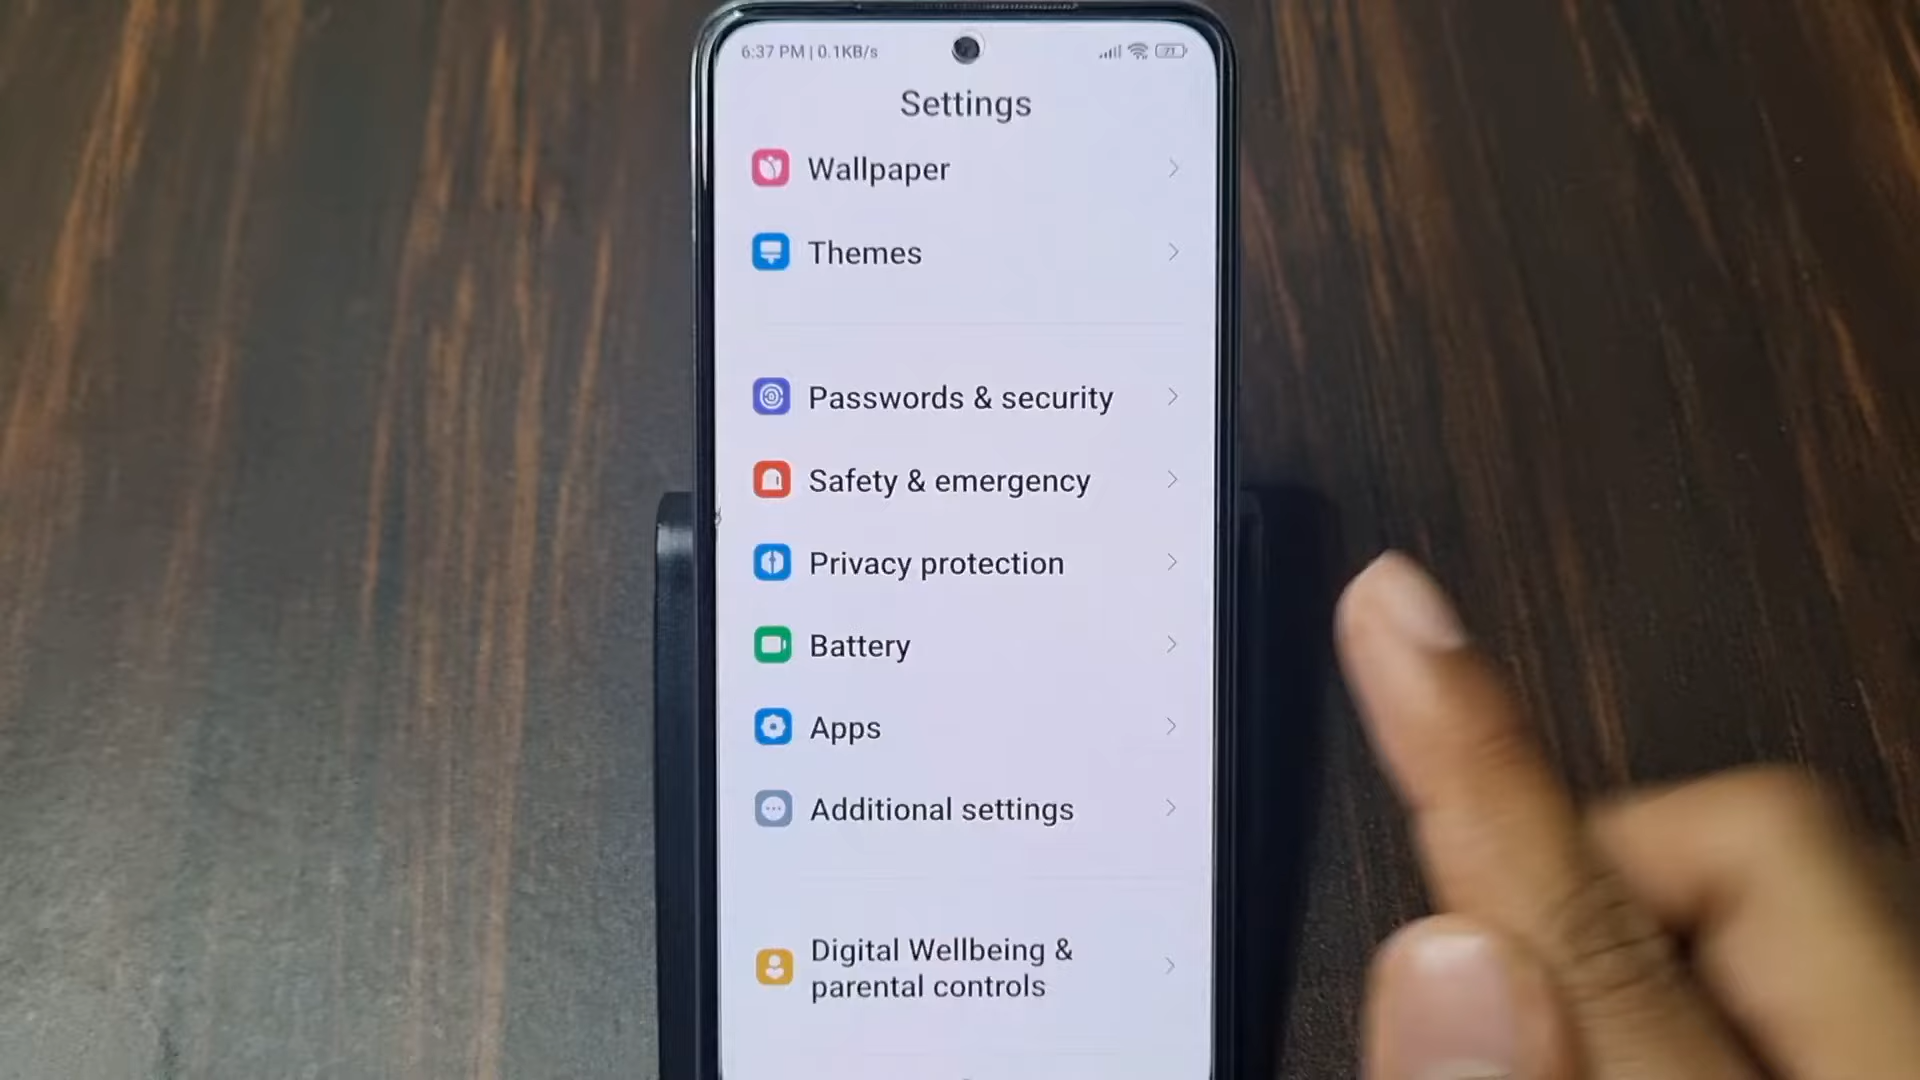 6:37 PM | 0.1KB/s 71
Settings
Wallpaper
Themes
Passwords & security
Safety & emergency
Privacy protection
Battery
Apps
Additional settings
Digital Wellbeing &
parental controls